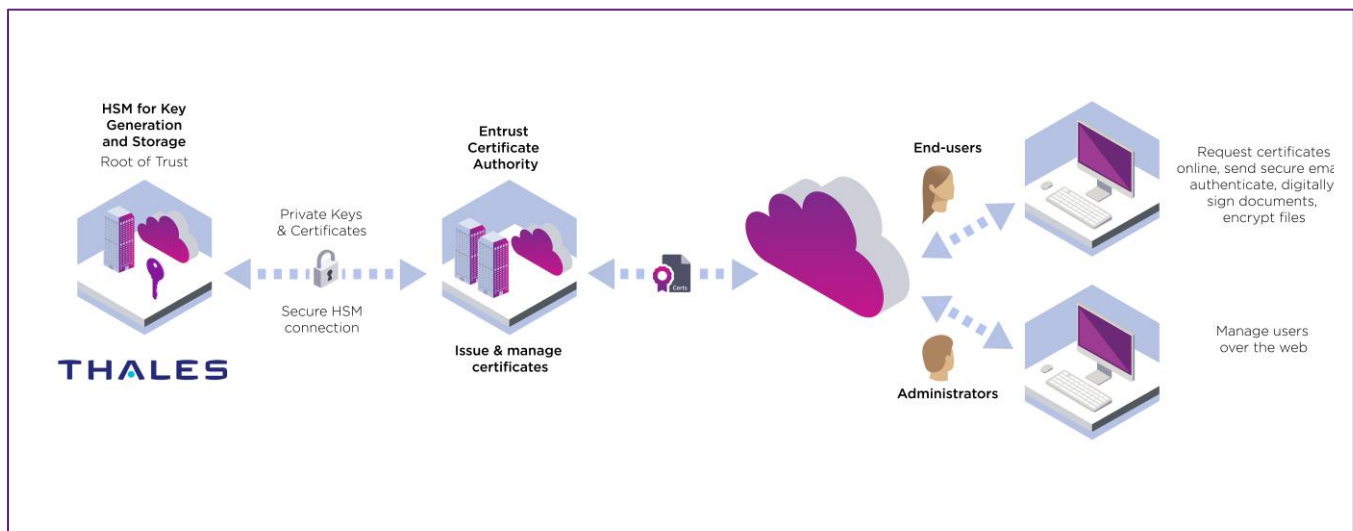 HSM for Key
Generation
and Storage
Root of Trust
THALES
Private Keys
& Certificates
Secure HSM
connection
Entrust
Certificate
Authority
Issue & manage
certificates
Certs
End-users
Administrators
Request certificates
online, send secure ema
authenticate, digitally
sign documents,
encrypt files
Manage users
over the web